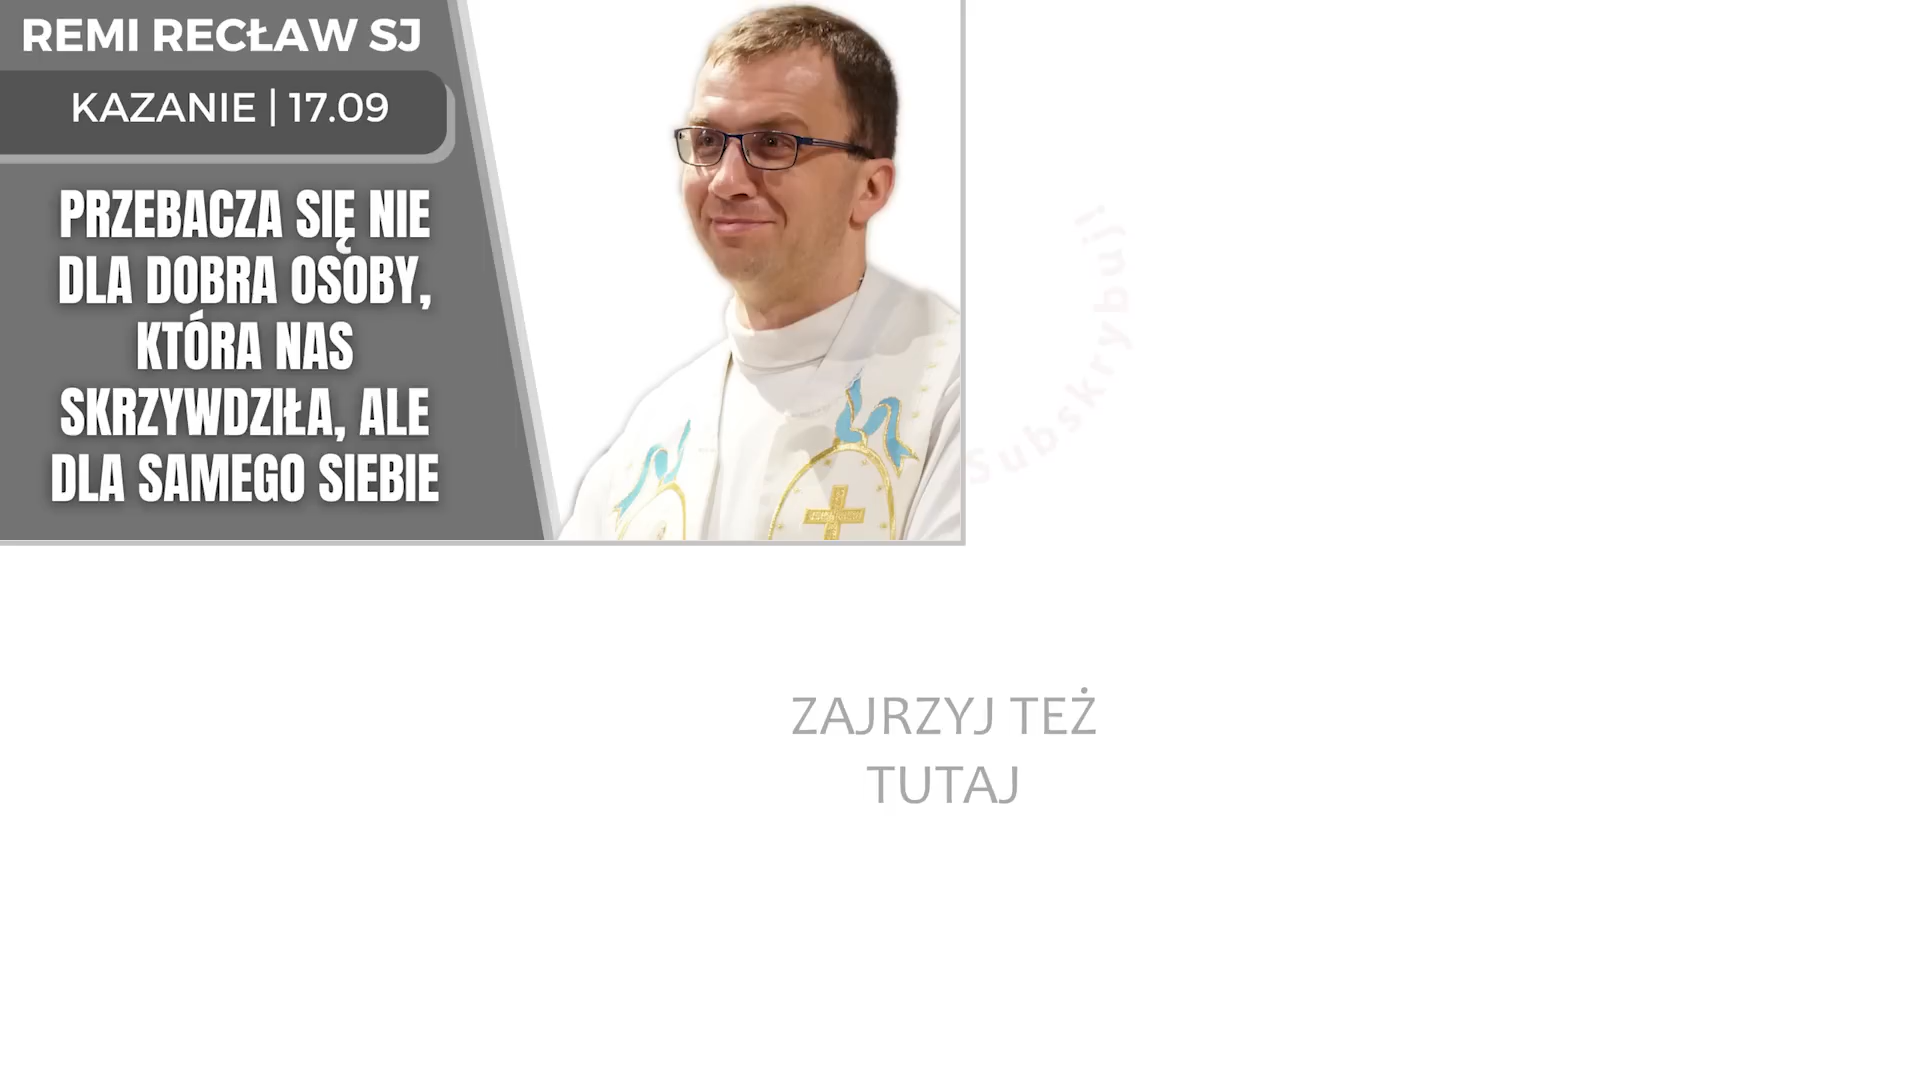 REMI RECŁAW SJ
KAZANIE | 17.09
PRZEBACZA SIĘ NIE
DLA DOBRA OSOBY,
KTÓRA NAS
SKRZYWDZIŁA, ALE
DLA SAMEGO SIEBIE
Subskrybuj
ZAJRZYJ TEŻ
TUTAJ